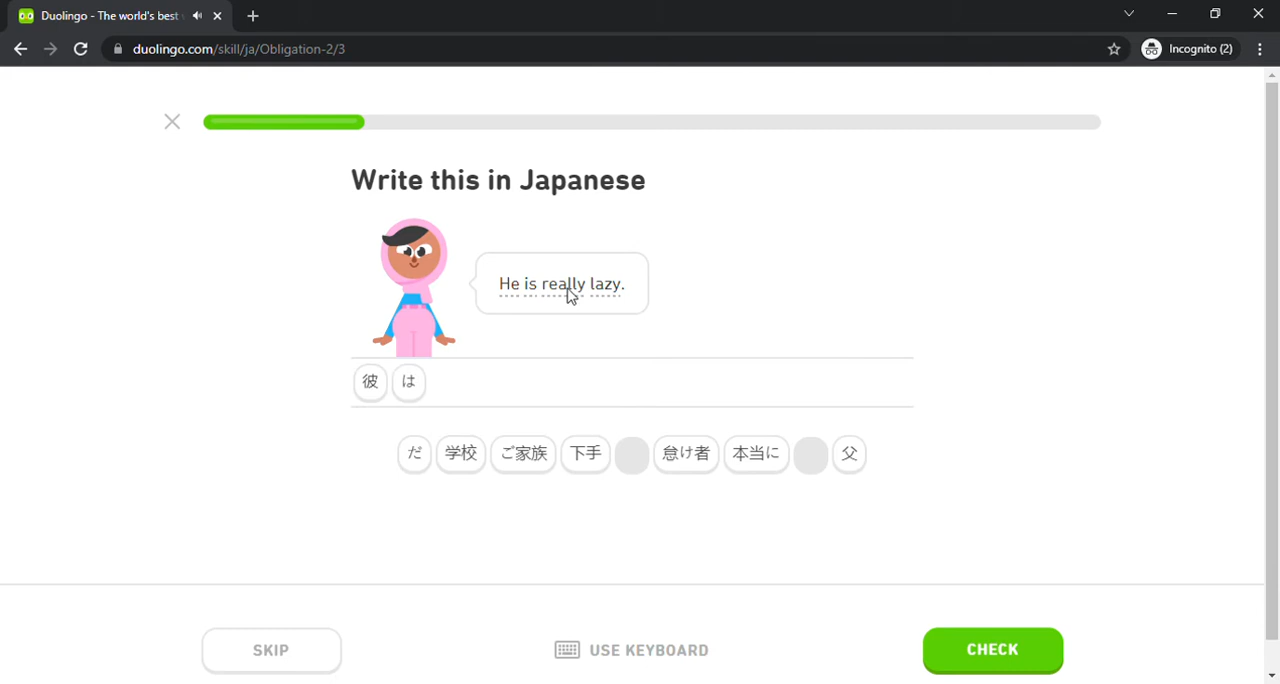 Duolingo - The world's best
duolingo.com/skill/ja/Obligation-2/3
Incognito (2)
Write this in Japanese
He is really lazy.
彼 は
だ 学校 ご家族 下手 怠け者 本当に 父
SKIP
USE KEYBOARD
CHECK